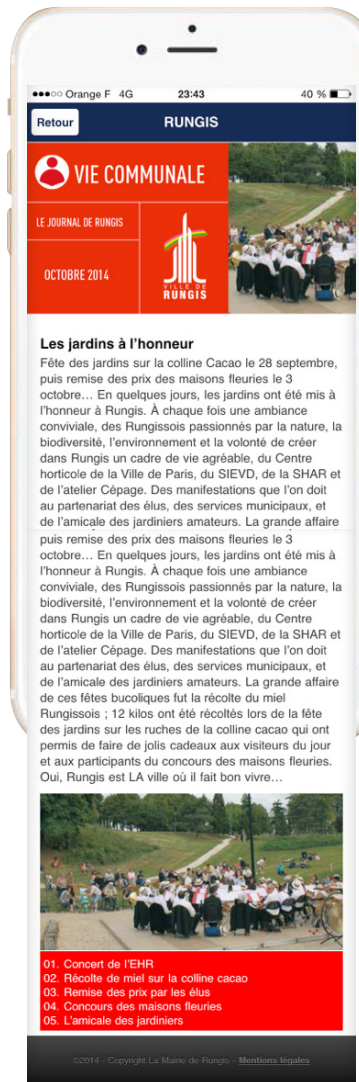 Orange F 4G 23:43 40 %
Retour RUNGIS
VIE COMMUNALE
LE JOURNAL DE RUNGIS
OCTOBRE 2014
VILLE DE
RUNGIS
Les jardins à l'honneur
Fête des jardins sur la colline Cacao le 28 septembre,
puis remise des prix des maisons fleuries le 3
octobre… En quelques jours, les jardins ont été mis à
l'honneur à Rungis. À chaque fois une ambiance
conviviale, des Rungissois passionnés par la nature, la
biodiversité, l'environnement et la volonté de créer
dans Rungis un cadre de vie agréable, du Centre
horticole de la Ville de Paris, du SIEVD, de la SHAR et
de l'atelier Cépage. Des manifestations que l'on doit
au partenariat des élus, des services municipaux, et
de l'amicale des jardiniers amateurs. La grande affaire
puis remise des prix des maisons fleuries le 3
octobre… En quelques jours, les jardins ont été mis à
l'honneur à Rungis. À chaque fois une ambiance
conviviale, des Rungissois passionnés par la nature, la
biodiversité, l'environnement et la volonté de créer
dans Rungis un cadre de vie agréable, du Centre
horticole de la Ville de Paris, du SIEVD, de la SHAR et
de l'atelier Cépage. Des manifestations que l'on doit
au partenariat des élus, des services municipaux, et
de l'amicale des jardiniers amateurs. La grande affaire
de ces fêtes bucoliques fut la récolte du miel
Rungissois ; 12 kilos ont été récoltés lors de la fête
des jardins sur les ruches de la colline cacao qui ont
permis de faire de jolis cadeaux aux visiteurs du jour
et aux participants du concours des maisons fleuries.
Oui, Rungis est LA ville où il fait bon vivre…
01. Concert de l'EHR
02. Récolte de miel sur la colline cacao
03. Remise des prix par les élus
04. Concours des maisons fleuries
05. L'amicale des jardiniers
©2014 - Copyright La Mairie de Rungis - Mentions légales